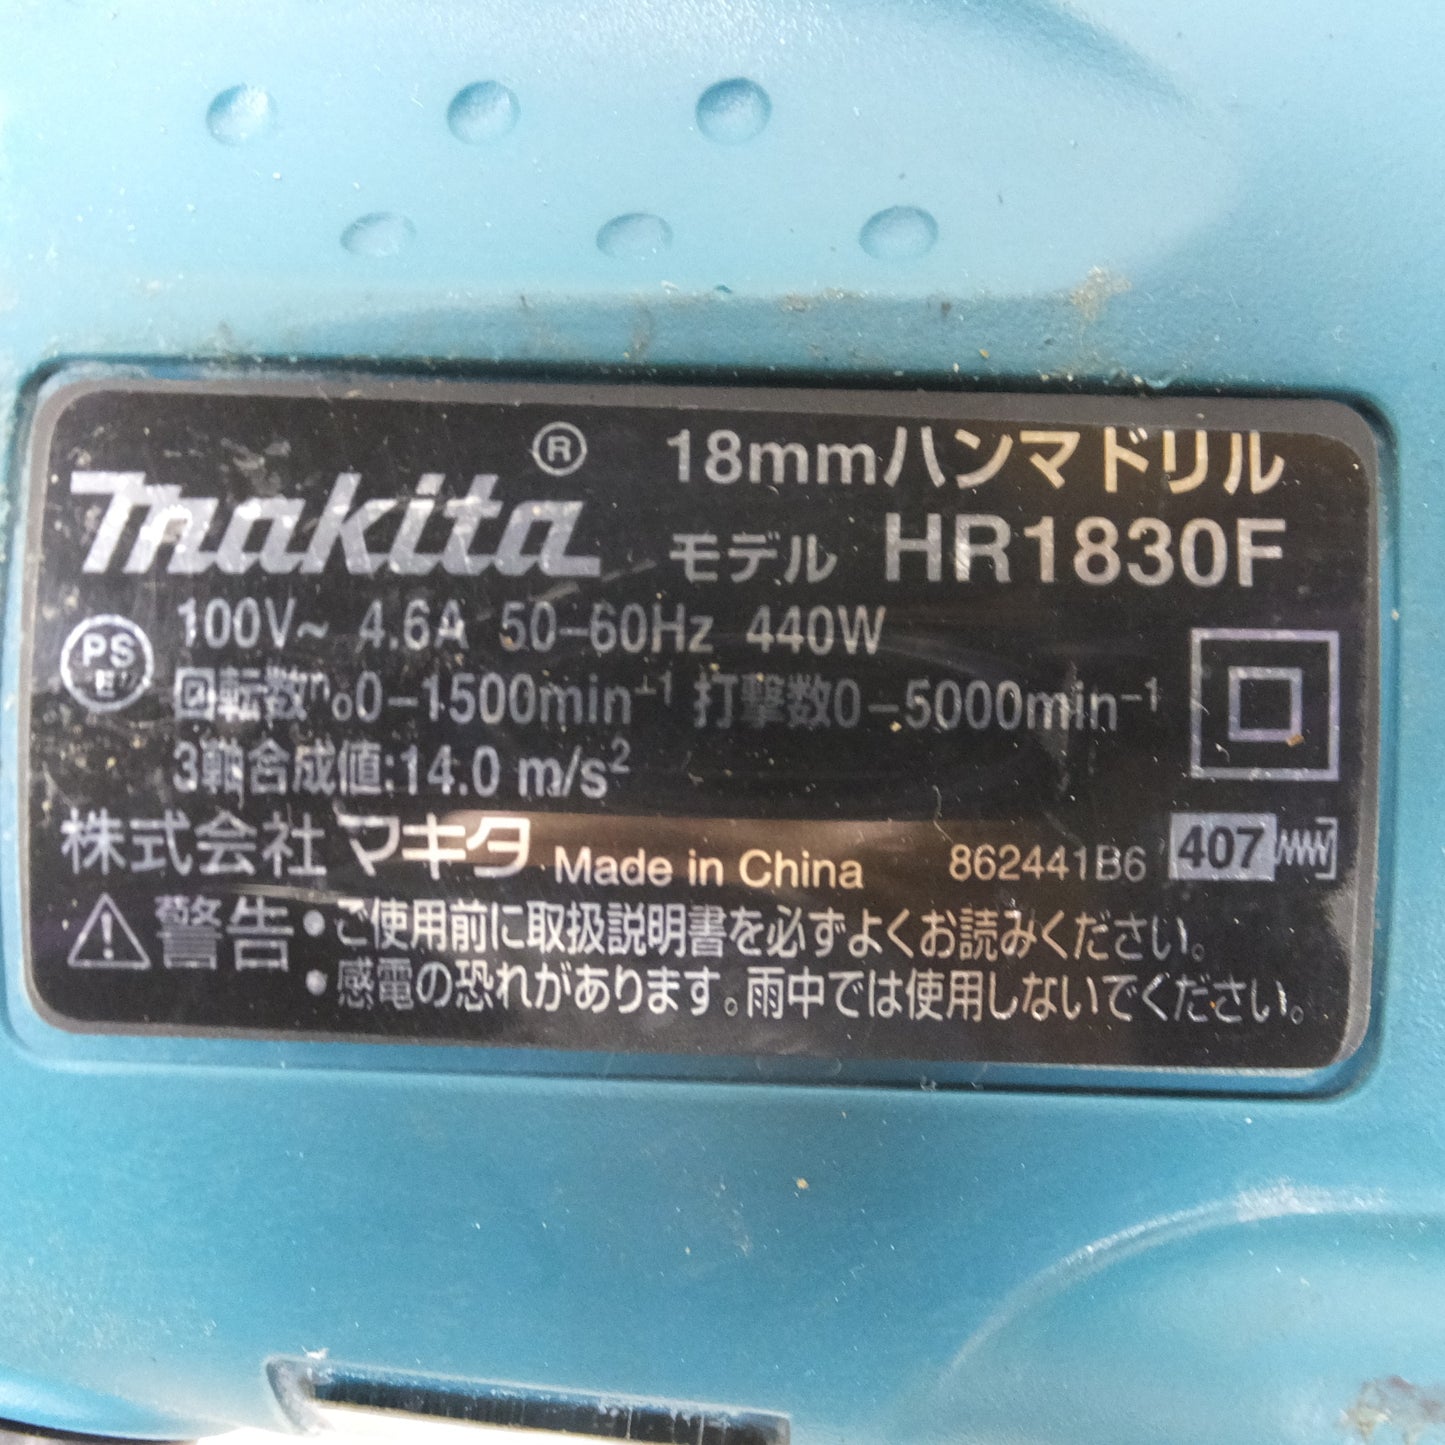 makita®
18mmハンマドリル
モデル HR1830F
PS E
100V~ 4.6A 50-60Hz 440W
回転数n₀0-1500min⁻¹ 打撃数0-5000min⁻¹
3軸合成値:14.0 m/s²
株式会社マキタ Made in China 862441B6 407
⚠警告 •ご使用前に取扱説明書を必ずよくお読みください。
•感電の恐れがあります。雨中では使用しないでください。